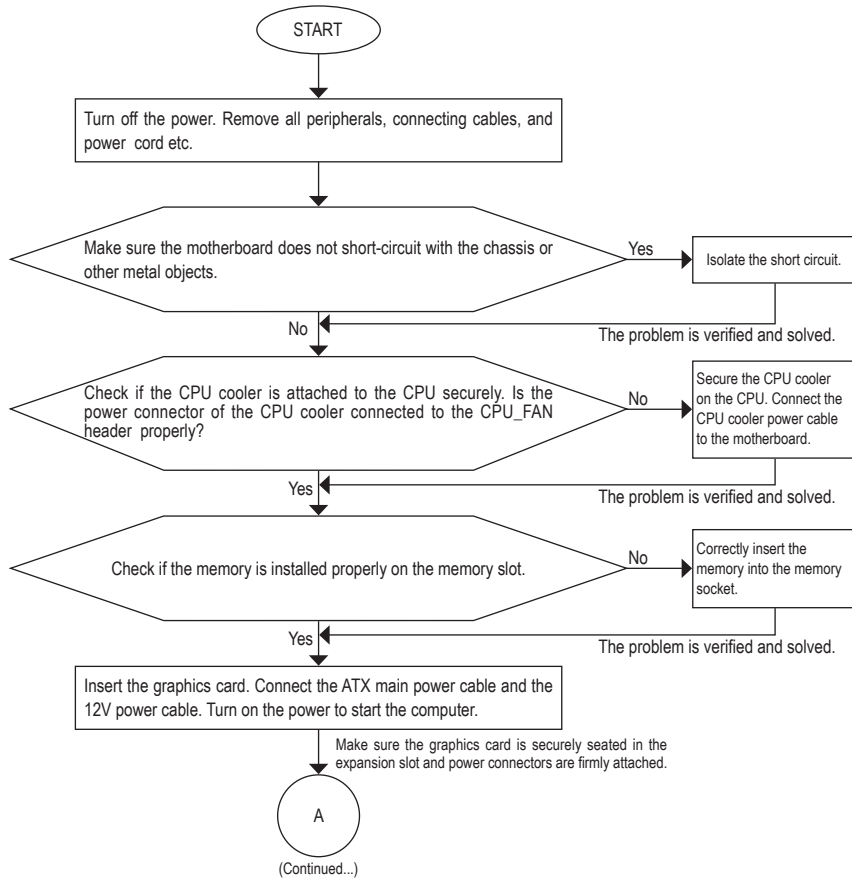 START
Turn off the power. Remove all peripherals, connecting cables, and
power cord etc.
Make sure the motherboard does not short-circuit with the chassis or
other metal objects.
Yes
Isolate the short circuit.
No
The problem is verified and solved.
Check if the CPU cooler is attached to the CPU securely. Is the
power connector of the CPU cooler connected to the CPU_FAN
header properly?
No
Secure the CPU cooler
on the CPU. Connect the
CPU cooler power cable
to the motherboard.
Yes
The problem is verified and solved.
Check if the memory is installed properly on the memory slot.
No
Correctly insert the
memory into the memory
socket.
Yes
The problem is verified and solved.
Insert the graphics card. Connect the ATX main power cable and the
12V power cable. Turn on the power to start the computer.
Make sure the graphics card is securely seated in the
expansion slot and power connectors are firmly attached.
A
(Continued...)